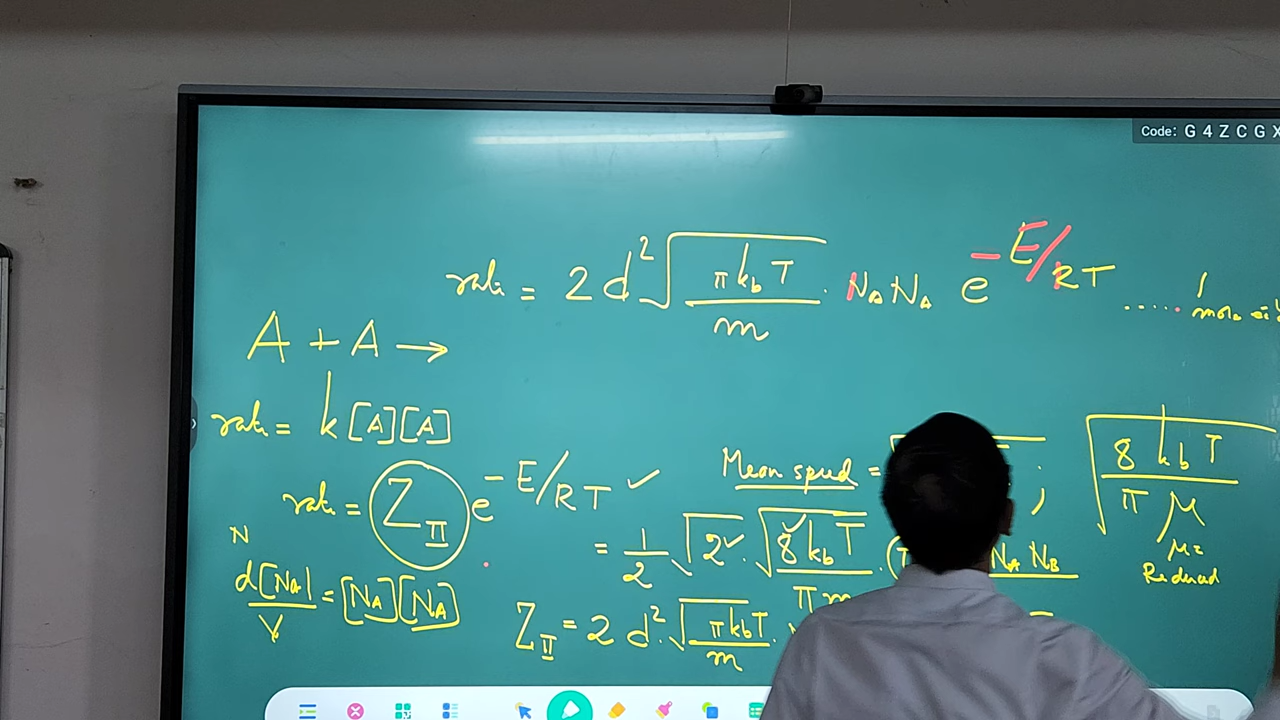 Code: G 4 Z C G X
rate = 2 d² √(π k_b T / m) . N_A N_A e^(-E/RT) ..... 1
A + A →
rate = k [A][A]
Mean speed = ; √(8 k_b T / π μ)
rate = Z_II e^(-E/RT) ✓
μ =
Reduced
N
= 1/2 √2 ✓ . √(8 k_b T / π m) . ( N_A N_B
d[N_A] / V = [N_A][N_A]
Z_II = 2 d² . √(π k_b T / m) .